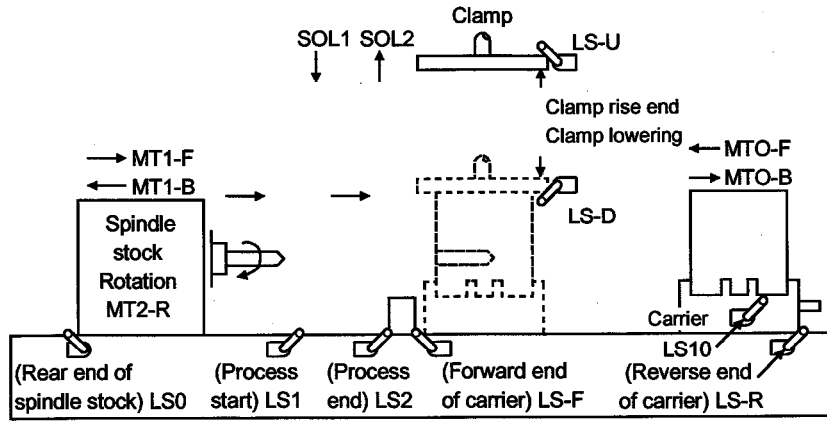 Clamp
SOL1 SOL2
LS-U
Clamp rise end
Clamp lowering
MT1-F
MT1-B
MTO-F
MTO-B
LS-D
Spindle
stock
Rotation
MT2-R
Carrier
LS10
(Rear end of
spindle stock) LS0
(Process
start) LS1
(Process
end) LS2
(Forward end
of carrier) LS-F
(Reverse end
of carrier) LS-R